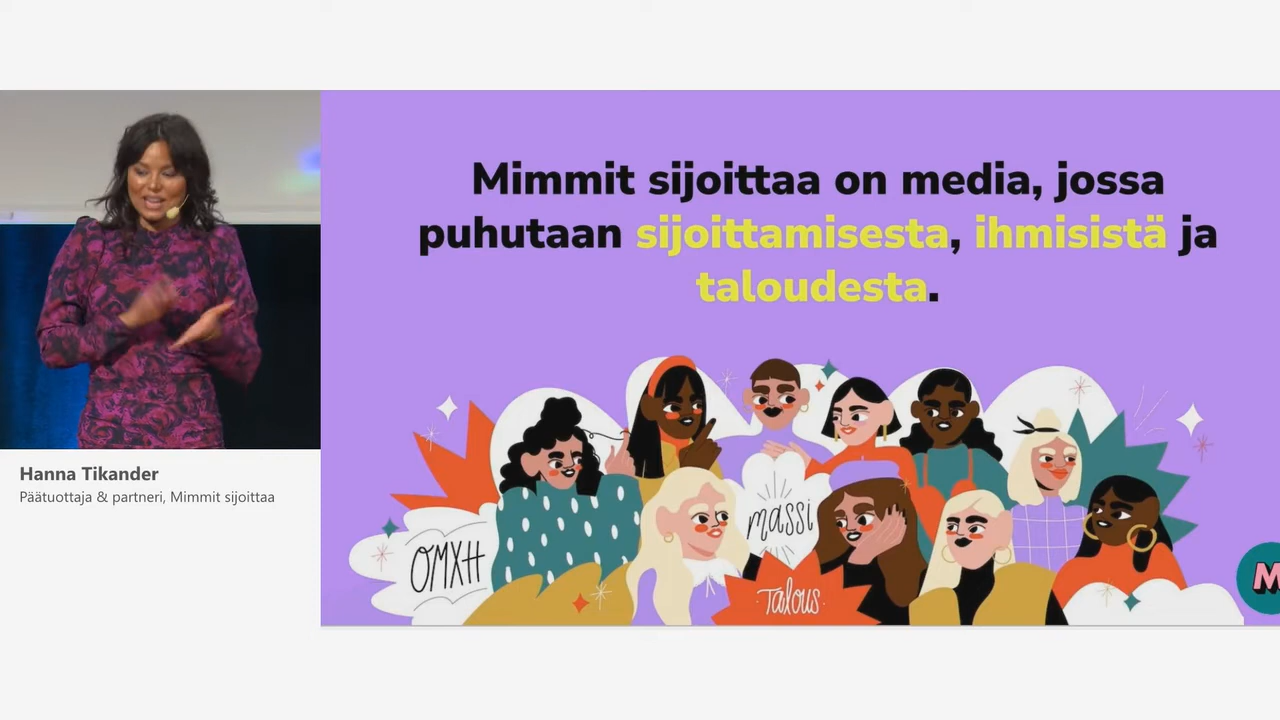 Mimmit sijoittaa on media, jossa
puhutaan sijoittamisesta, ihmisistä ja
taloudesta.
Hanna Tikander
Päätuottaja & partneri, Mimmit sijoittaa
massi
OMXH
Talous
M